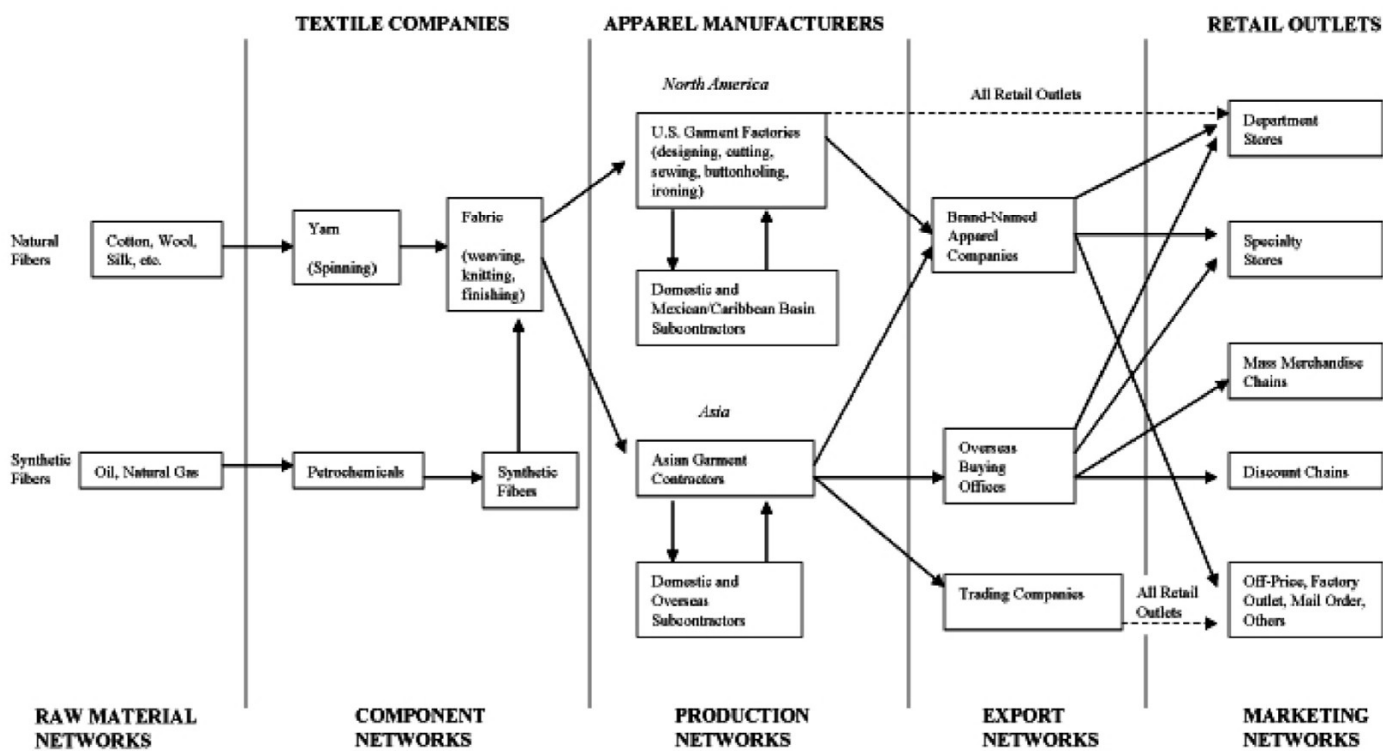 TEXTILE COMPANIES
APPAREL MANUFACTURERS
RETAIL OUTLETS
North America
All Retail Outlets
U.S. Garment Factories
(designing, cutting,
sewing, buttonholing,
ironing)
Department
Stores
Natural
Fibers
Cotton, Wool,
Silk, etc.
Yarn
(Spinning)
Fabric
(weaving,
knitting,
finishing)
Brand-Named
Apparel
Companies
Specialty
Stores
Domestic and
Mexican/Caribbean Basin
Subcontractors
Mass Merchandise
Chains
Asia
Synthetic
Fibers
Oil, Natural Gas
Petrochemicals
Synthetic
Fibers
Asian Garment
Contractors
Overseas
Buying
Offices
Discount Chains
Domestic and
Overseas
Subcontractors
Trading Companies
All Retail
Outlets
Off-Price, Factory
Outlet, Mail Order,
Others
RAW MATERIAL
NETWORKS
COMPONENT
NETWORKS
PRODUCTION
NETWORKS
EXPORT
NETWORKS
MARKETING
NETWORKS